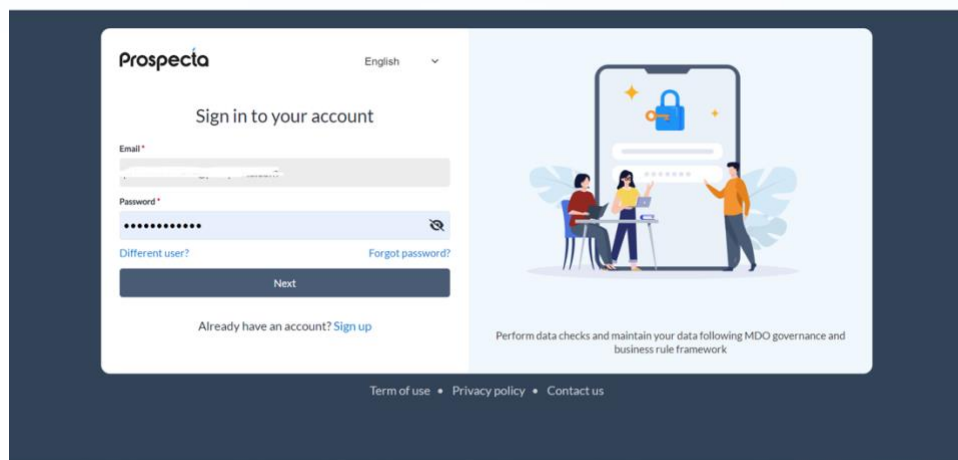 Prospecta
English
Sign in to your account
Email *
Password *
Different user? Forgot password?
Next
Already have an account? Sign up
Perform data checks and maintain your data following MDO governance and
business rule framework
Term of use • Privacy policy • Contact us